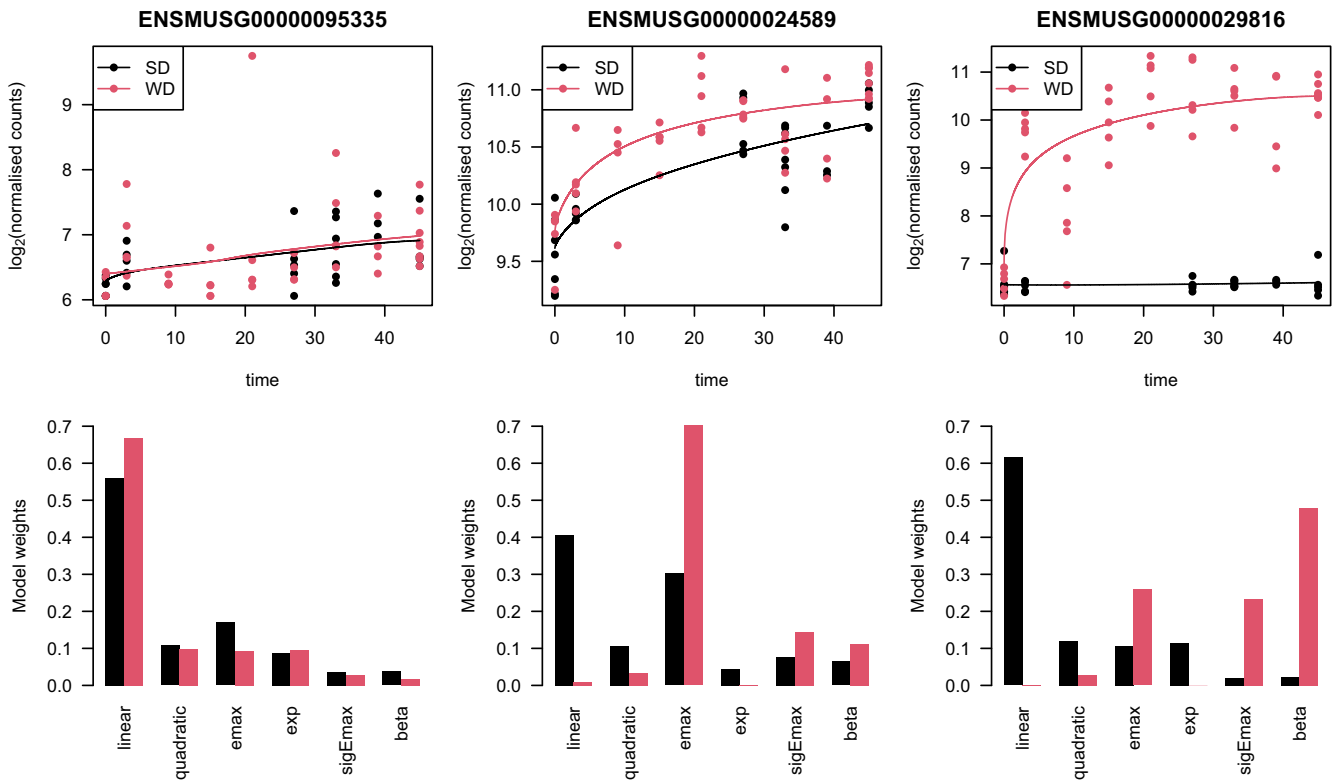 ENSMUSG00000095335
SD
WD
log2(normalised counts)
9
8
7
6
0 10 20 30 40
time
ENSMUSG00000024589
SD
WD
log2(normalised counts)
11.0
10.5
10.0
9.5
0 10 20 30 40
time
ENSMUSG00000029816
SD
WD
log2(normalised counts)
11
10
9
8
7
0 10 20 30 40
time
Model weights
0.7
0.6
0.5
0.4
0.3
0.2
0.1
0.0
linear
quadratic
emax
exp
sigEmax
beta
Model weights
0.7
0.6
0.5
0.4
0.3
0.2
0.1
0.0
linear
quadratic
emax
exp
sigEmax
beta
Model weights
0.7
0.6
0.5
0.4
0.3
0.2
0.1
0.0
linear
quadratic
emax
exp
sigEmax
beta